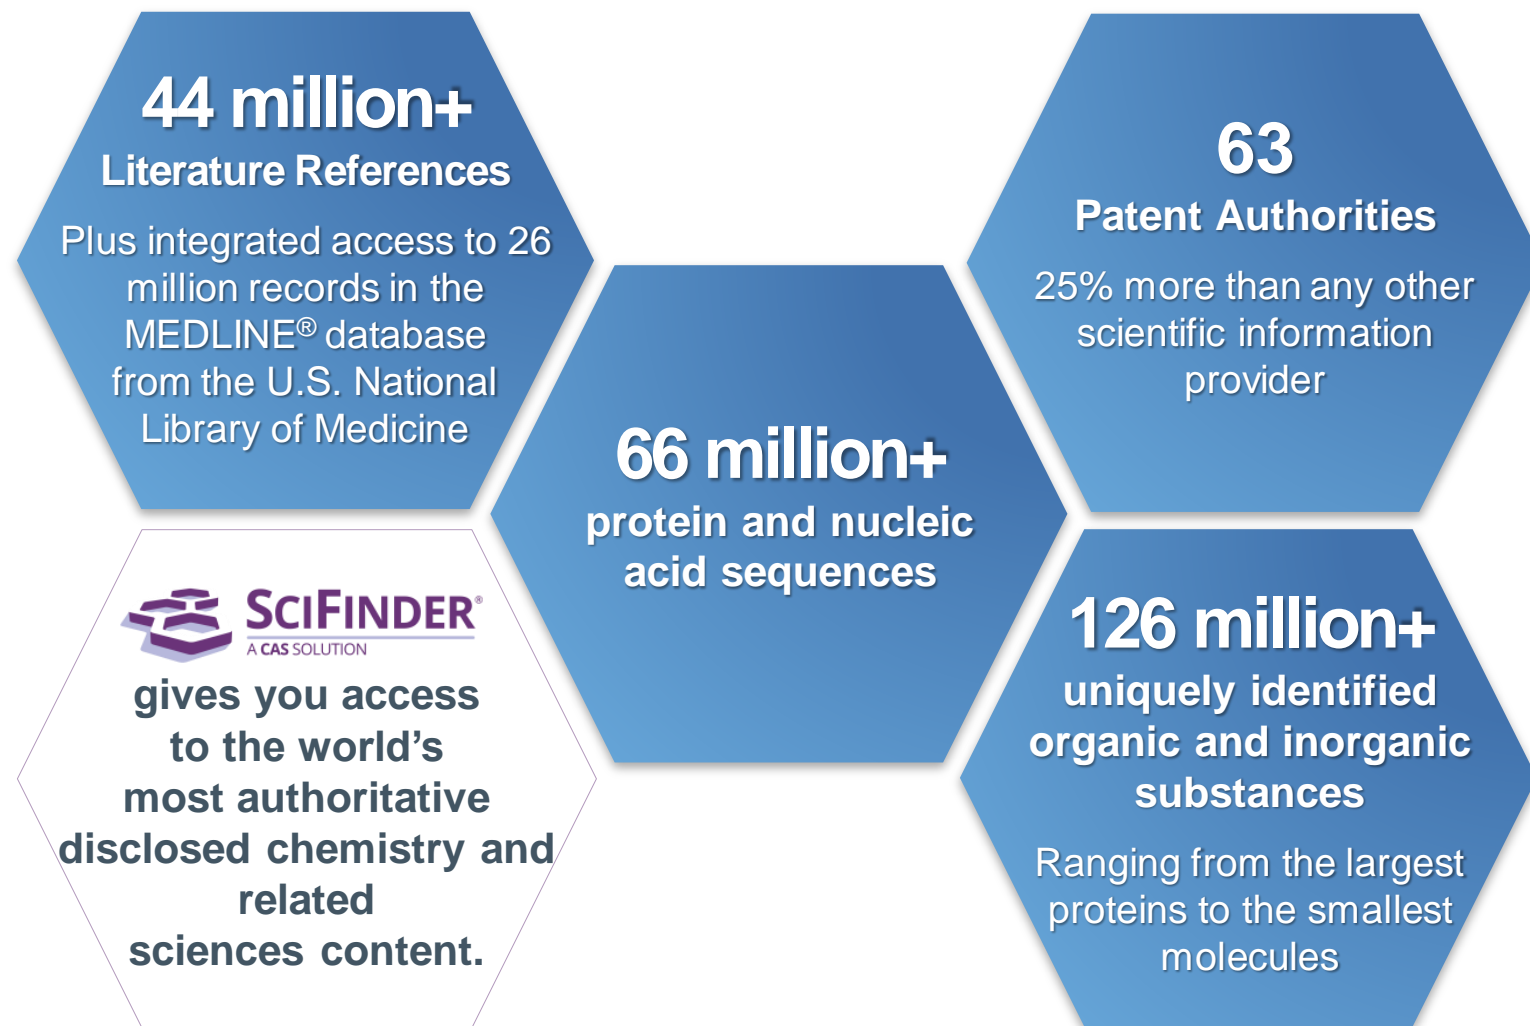 44 million+
Literature References
Plus integrated access to 26
million records in the
MEDLINE® database
from the U.S. National
Library of Medicine
63
Patent Authorities
25% more than any other
scientific information
provider
66 million+
protein and nucleic
acid sequences
SCIFINDER®
A CAS SOLUTION
gives you access
to the world’s
most authoritative
disclosed chemistry and
related
sciences content.
126 million+
uniquely identified
organic and inorganic
substances
Ranging from the largest
proteins to the smallest
molecules